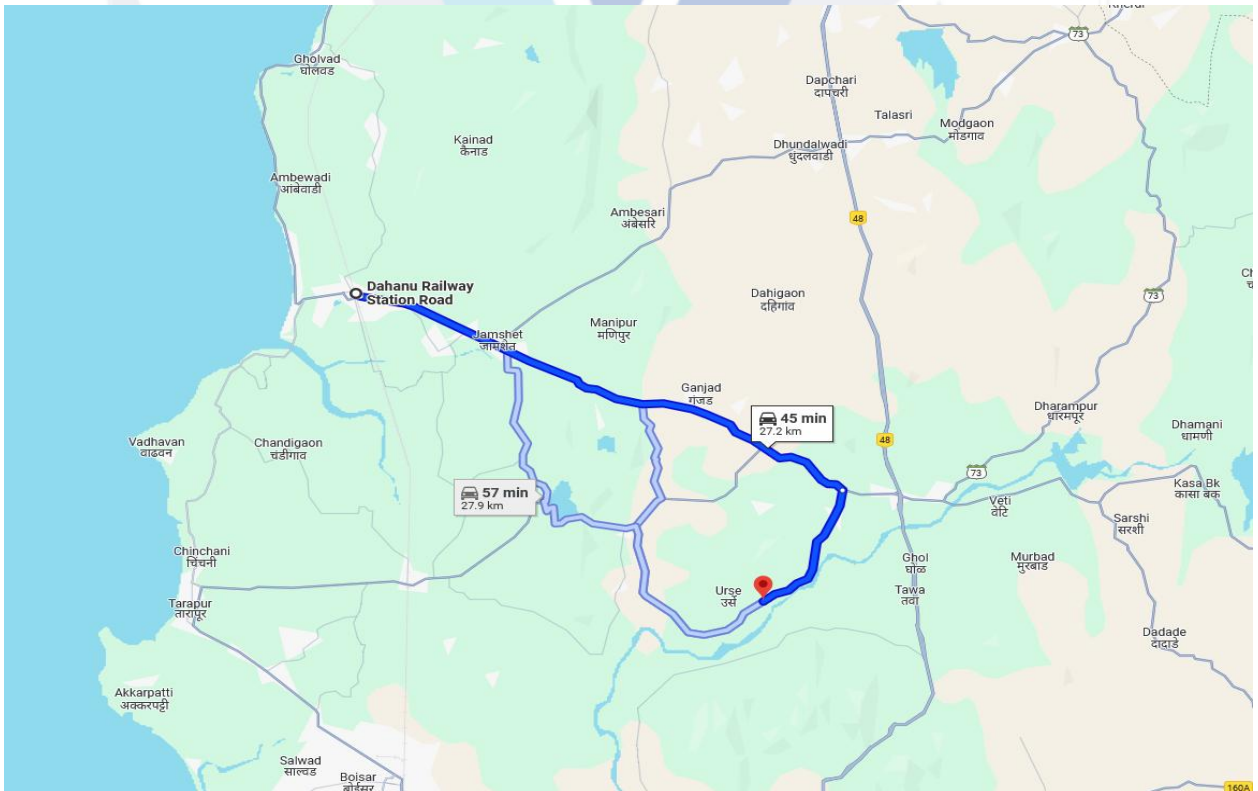 Kherdi
73
Gholvad
घोलवड
Dapchari
दापचरी
Talasri
Modgaon
मोडगाव
Kainad
कैनाड
Dhundalwadi
धुंदलवाडी
Ambewadi
आंबेवाडी
Ambesari
अंबेसरि
48
Dahanu Railway
Station Road
Dahigaon
दहिगांव
73
Jamshet
जामशेत
Manipur
मणिपुर
Ganjad
गंजड
45 min
27.2 km
Dharampur
धारमपूर
Dhamani
धामणी
Vadhavan
वाढवन
Chandigaon
चंडीगाव
48
73
57 min
27.9 km
Kasa Bk
कासा बक
Veti
वेटि
Sarshi
सरशी
Chinchani
चिंचनी
Ghol
घोळ
Murbad
मुरबाड
Urse
उर्से
Tawa
तवा
Tarapur
तारापूर
Dadade
दादाडे
Akkarpatti
अक्करपट्टी
Salwad
साल्वड
Boisar
बोईसर
160A